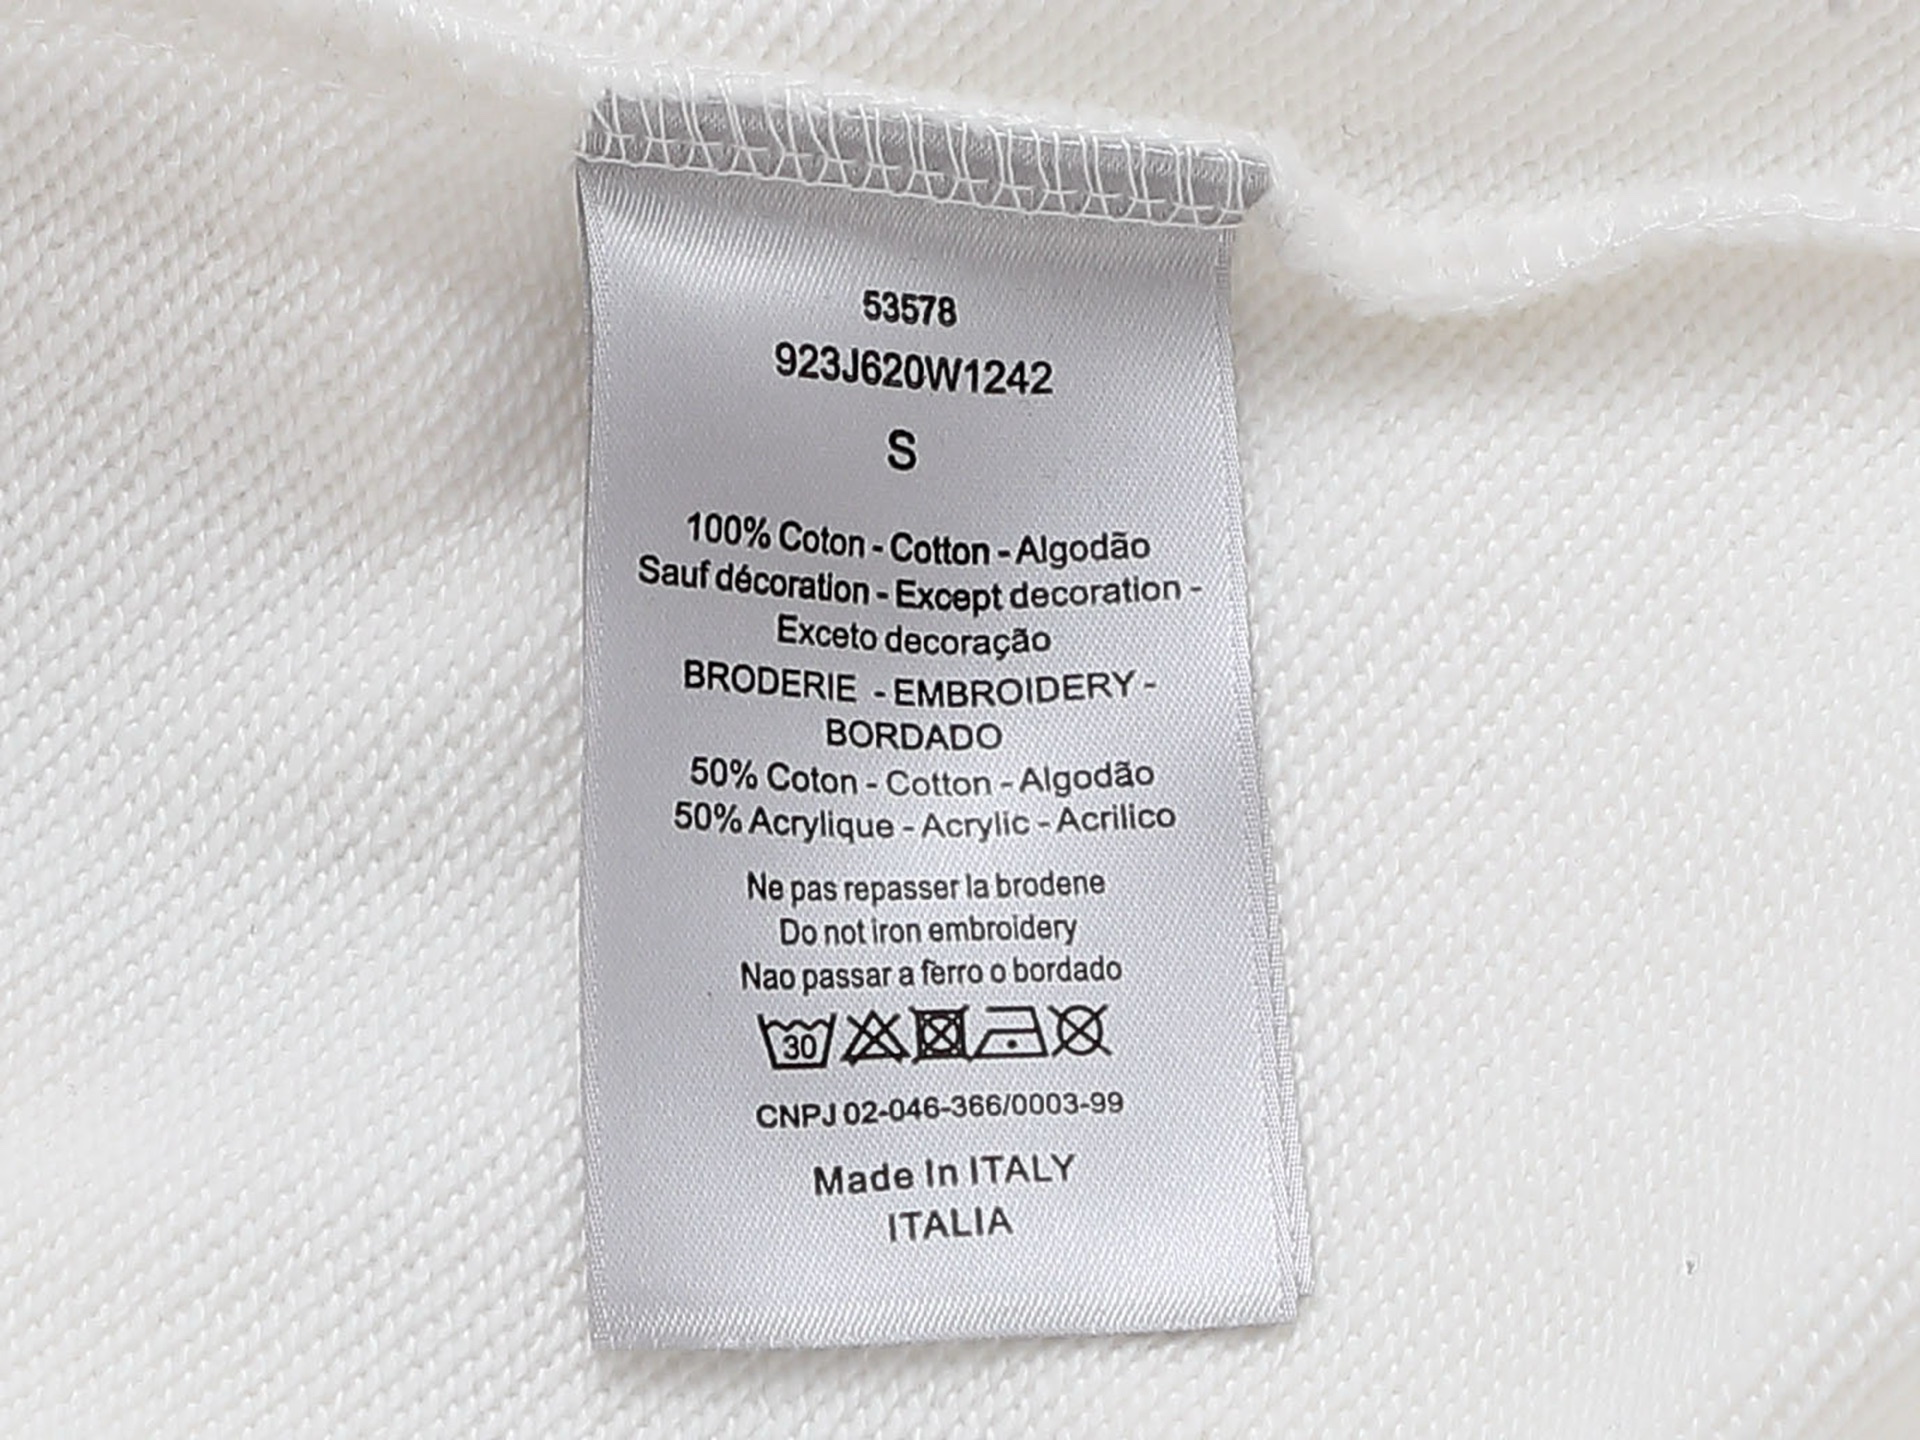 53578
923J620W1242
S
100% Coton - Cotton - Algodão
Sauf décoration - Except decoration -
Exceto decoração
BRODERIE - EMBROIDERY -
BORDADO
50% Coton - Cotton - Algodão
50% Acrylique - Acrylic - Acrilico
Ne pas repasser la brodene
Do not iron embroidery
Nao passar a ferro o bordado
30
CNPJ 02-046-366/0003-99
Made In ITALY
ITALIA